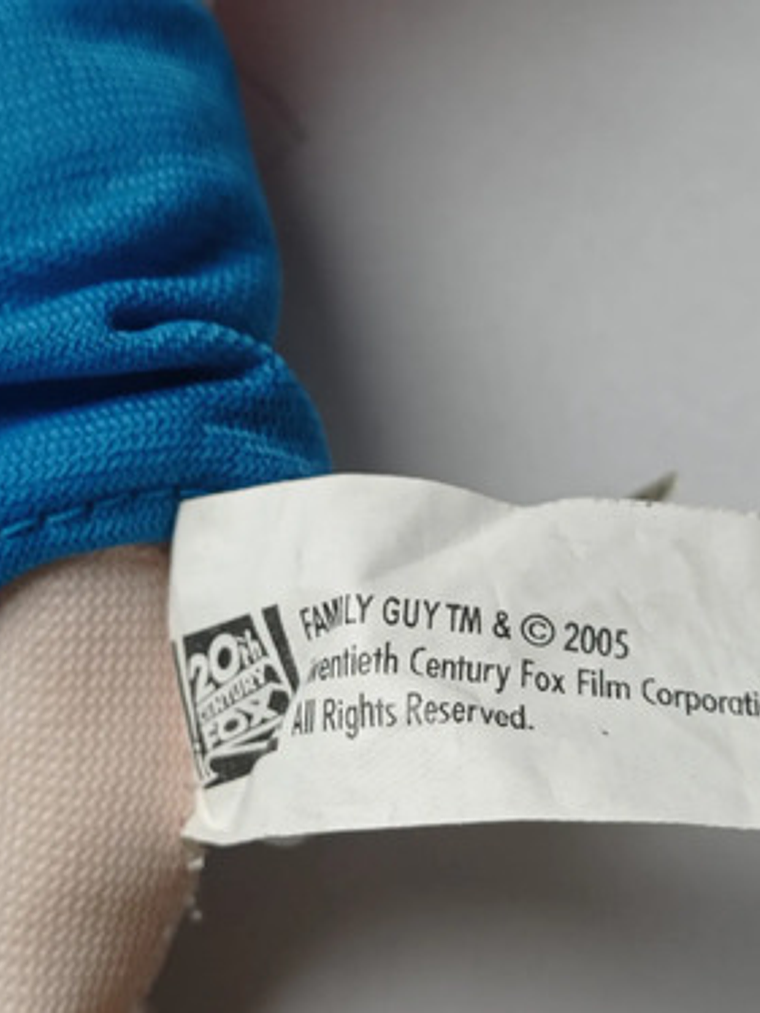 20th
CENTURY
FOX
FAMILY GUY TM & © 2005
wentieth Century Fox Film Corporati
All Rights Reserved.